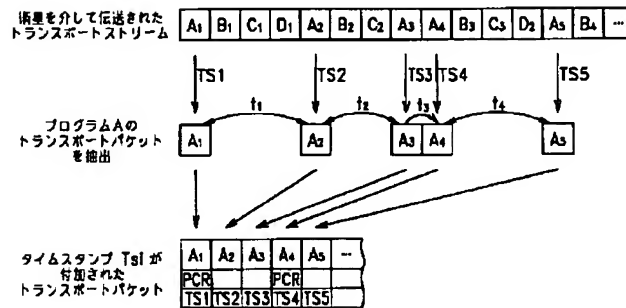 衛星を介して伝送された
トランスポートストリーム
A1 B1 C1 D1 A2 B2 C2 A3 A4 B3 C3 D2 A5 B4 …
TS1 TS2 TS3 TS4 TS5
t1 t2 t3 t4
プログラムAの
トランスポートパケット
を抽出
A1 A2 A3 A4 A5
タイムスタンプ Tsi が
付加された
トランスポートパケット
A1 A2 A3 A4 A5 …
PCR PCR
TS1 TS2 TS3 TS4 TS5